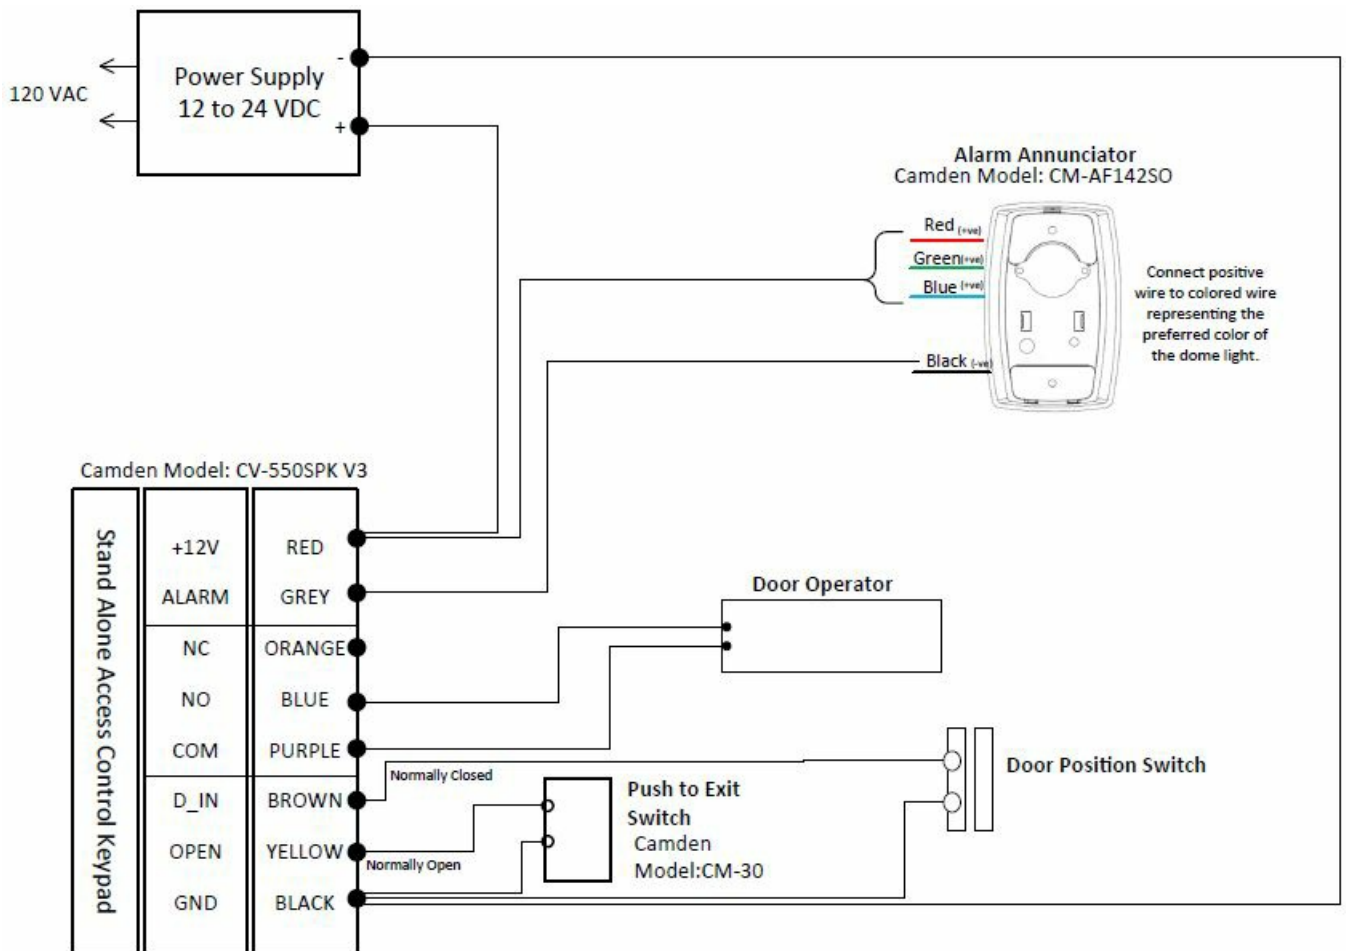 Power Supply
12 to 24 VDC
-
+
120 VAC
Alarm Annunciator
Camden Model: CM-AF142SO
Red (+ve)
Green(+ve)
Blue (+ve)
Black (-ve)
Connect positive
wire to colored wire
representing the
preferred color of
the dome light.
Camden Model: CV-550SPK V3
Stand Alone Access Control Keypad
+12V RED
ALARM GREY
NC ORANGE
NO BLUE
COM PURPLE
D_IN BROWN
OPEN YELLOW
GND BLACK
Door Operator
Normally Closed
Normally Open
Push to Exit
Switch
Camden
Model:CM-30
Door Position Switch